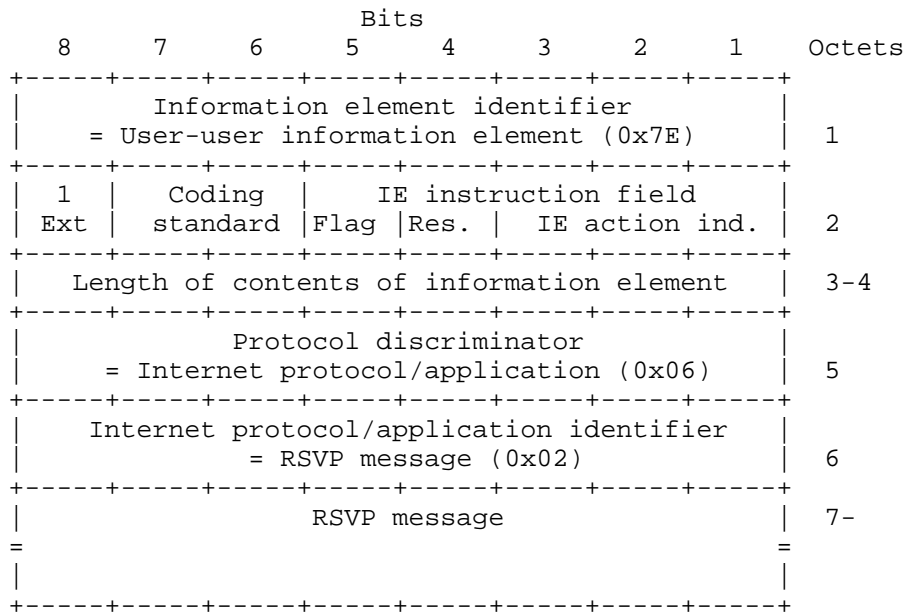 Bits
    8     7     6     5     4     3     2     1    Octets
 +-----+-----+-----+-----+-----+-----+-----+-----+
 |         Information element identifier        |
 |    = User-user information element (0x7E)     |  1
 +-----+-----+-----+-----+-----+-----+-----+-----+
 |  1  |   Coding    |    IE instruction field   |
 | Ext |  standard |Flag |Res. |  IE action ind. |  2
 +-----+-----+-----+-----+-----+-----+-----+-----+
 |   Length of contents of information element   |  3-4
 +-----+-----+-----+-----+-----+-----+-----+-----+
 |             Protocol discriminator            |
 |     = Internet protocol/application (0x06)    |  5
 +-----+-----+-----+-----+-----+-----+-----+-----+
 |    Internet protocol/application identifier   |
 |              = RSVP message (0x02)            |  6
 +-----+-----+-----+-----+-----+-----+-----+-----+
 |                  RSVP message                 |  7-
 =                                               =
 |                                               |
 +-----+-----+-----+-----+-----+-----+-----+-----+